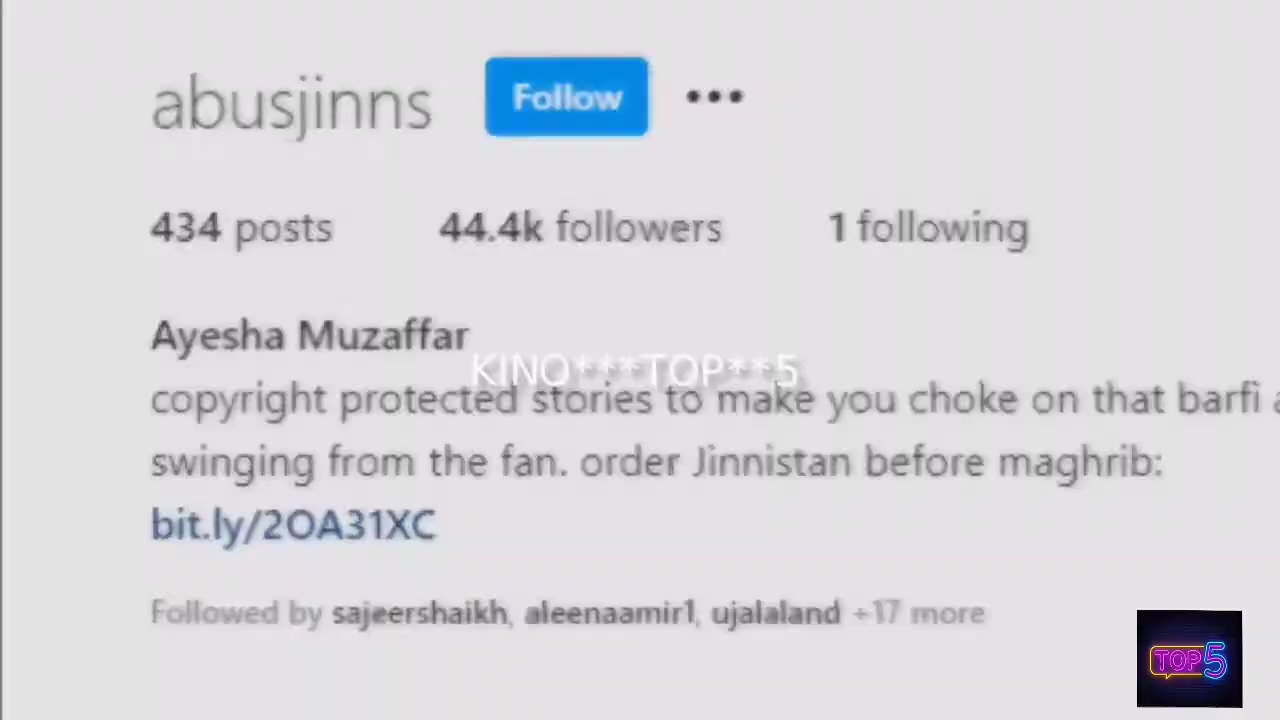 abusjinns Follow •••
434 posts 44.4k followers 1 following
Ayesha Muzaffar
KINO***TOP**5
copyright protected stories to make you choke on that barfi a
swinging from the fan. order Jinnistan before maghrib:
bit.ly/2OA31XC
Followed by sajeershaikh, aleenaamir1, ujalaland +17 more
TOP 5